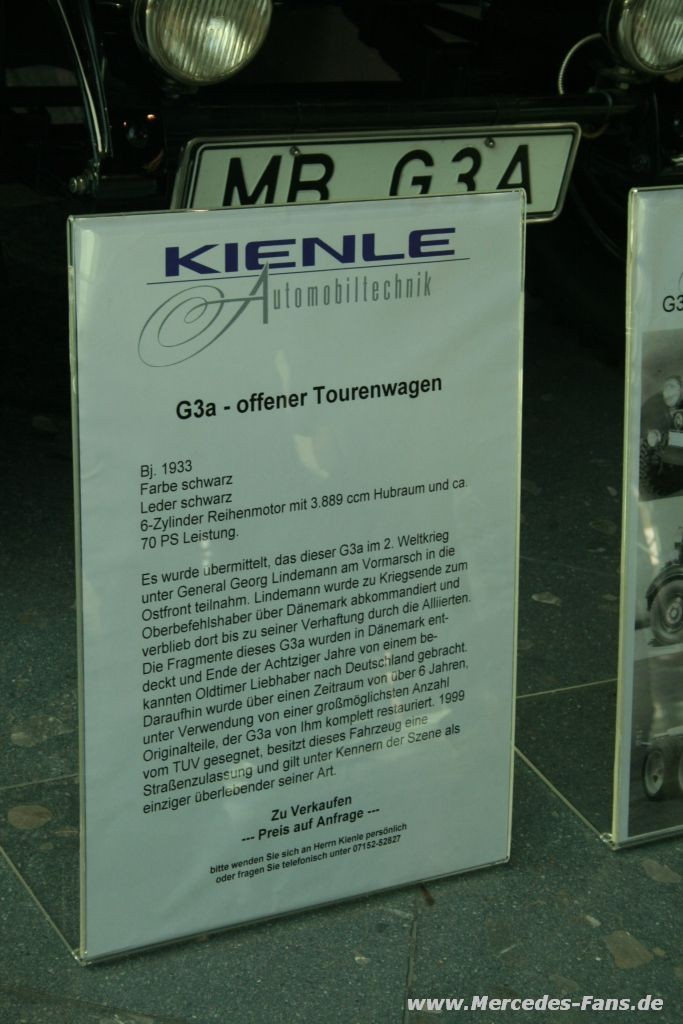 MB G3A
KIENLE
Automobiltechnik
G3a - offener Tourenwagen
Bj. 1933
Farbe schwarz
Leder schwarz
6-Zylinder Reihenmotor mit 3.889 ccm Hubraum und ca.
70 PS Leistung.
Es wurde übermittelt, das dieser G3a im 2. Weltkrieg
unter General Georg Lindemann am Vormarsch in die
Ostfront teilnahm. Lindemann wurde zu Kriegsende zum
Oberbefehlshaber über Dänemark abkommandiert und
verblieb dort bis zu seiner Verhaftung durch die Alliierten.
Die Fragmente dieses G3a wurden in Dänemark ent-
deckt und Ende der Achtziger Jahre von einem be-
kannten Oldtimer Liebhaber nach Deutschland gebracht.
Daraufhin wurde über einen Zeitraum von über 6 Jahren,
unter Verwendung von einer großmöglichsten Anzahl
Originalteile, der G3a von Ihm komplett restauriert. 1999
vom TUV gesegnet, besitzt dieses Fahrzeug eine
Straßenzulassung und gilt unter Kennern der Szene als
einziger überlebender seiner Art.
Zu Verkaufen
--- Preis auf Anfrage ---
bitte wenden Sie sich an Herrn Kienle persönlich
oder fragen Sie telefonisch unter 07152-52827
G3
www.Mercedes-Fans.de